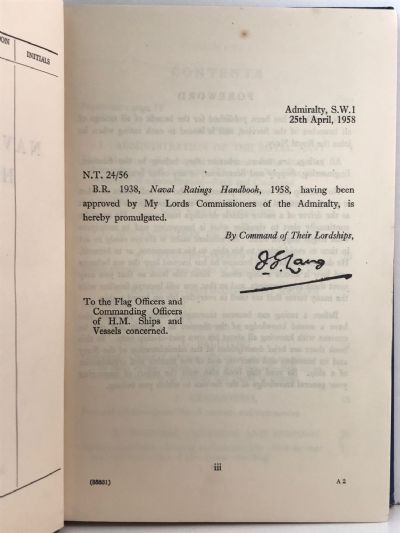 ON
INITIALS
Admiralty, S.W.1
25th April, 1958
N.T. 24/56
B.R. 1938, Naval Ratings Handbook, 1958, having been
approved by My Lords Commissioners of the Admiralty, is
hereby promulgated.
By Command of Their Lordships,
J.G. Lang
To the Flag Officers and
Commanding Officers
of H.M. Ships and
Vessels concerned.
iii
A 2